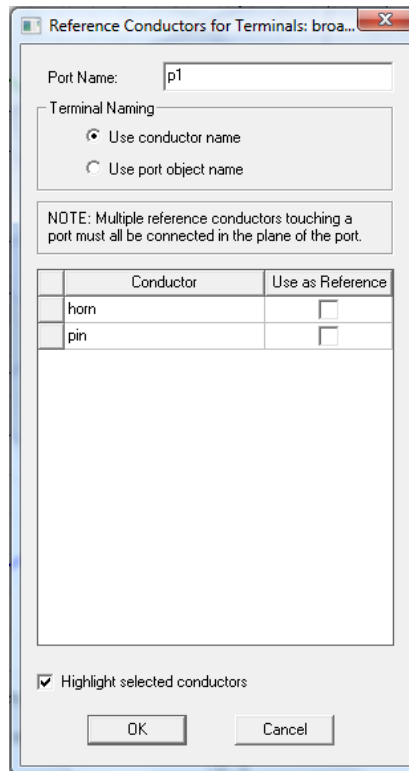 Reference Conductors for Terminals: broa...
Port Name: p1
Terminal Naming
Use conductor name
Use port object name
NOTE: Multiple reference conductors touching a
port must all be connected in the plane of the port.
Conductor Use as Reference
horn
pin
Highlight selected conductors
OK Cancel